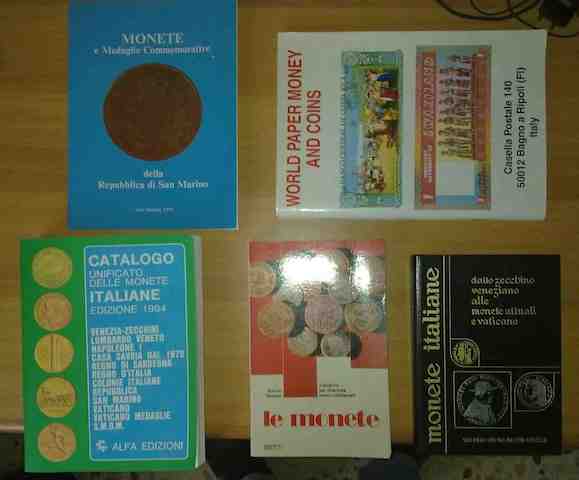 MONETE
e Medaglie Commemorative
della
Repubblica di San Marino
WORLD PAPER MONEY
AND COINS
SWAZILAND
Casella Postale 140
50012 Bagno a Ripoli (FI)
Italy
CATALOGO
UNIFICATO
DELLE MONETE
ITALIANE
EDIZIONE 1994
VENEZIA-ZECCHINI
LOMBARDO VENETO
NAPOLEONE I
CASA SAVOIA DAL 1870
REGNO DI SARDEGNA
REGNO D'ITALIA
COLONIE ITALIANE
REPUBBLICA
SAN MARINO
VATICANO
VATICANO MEDAGLIE
S.M.O.M.
ALFA EDIZIONI
le monete
monete italiane
dallo zecchino
veneziano
alle
monete attuali
e vaticano